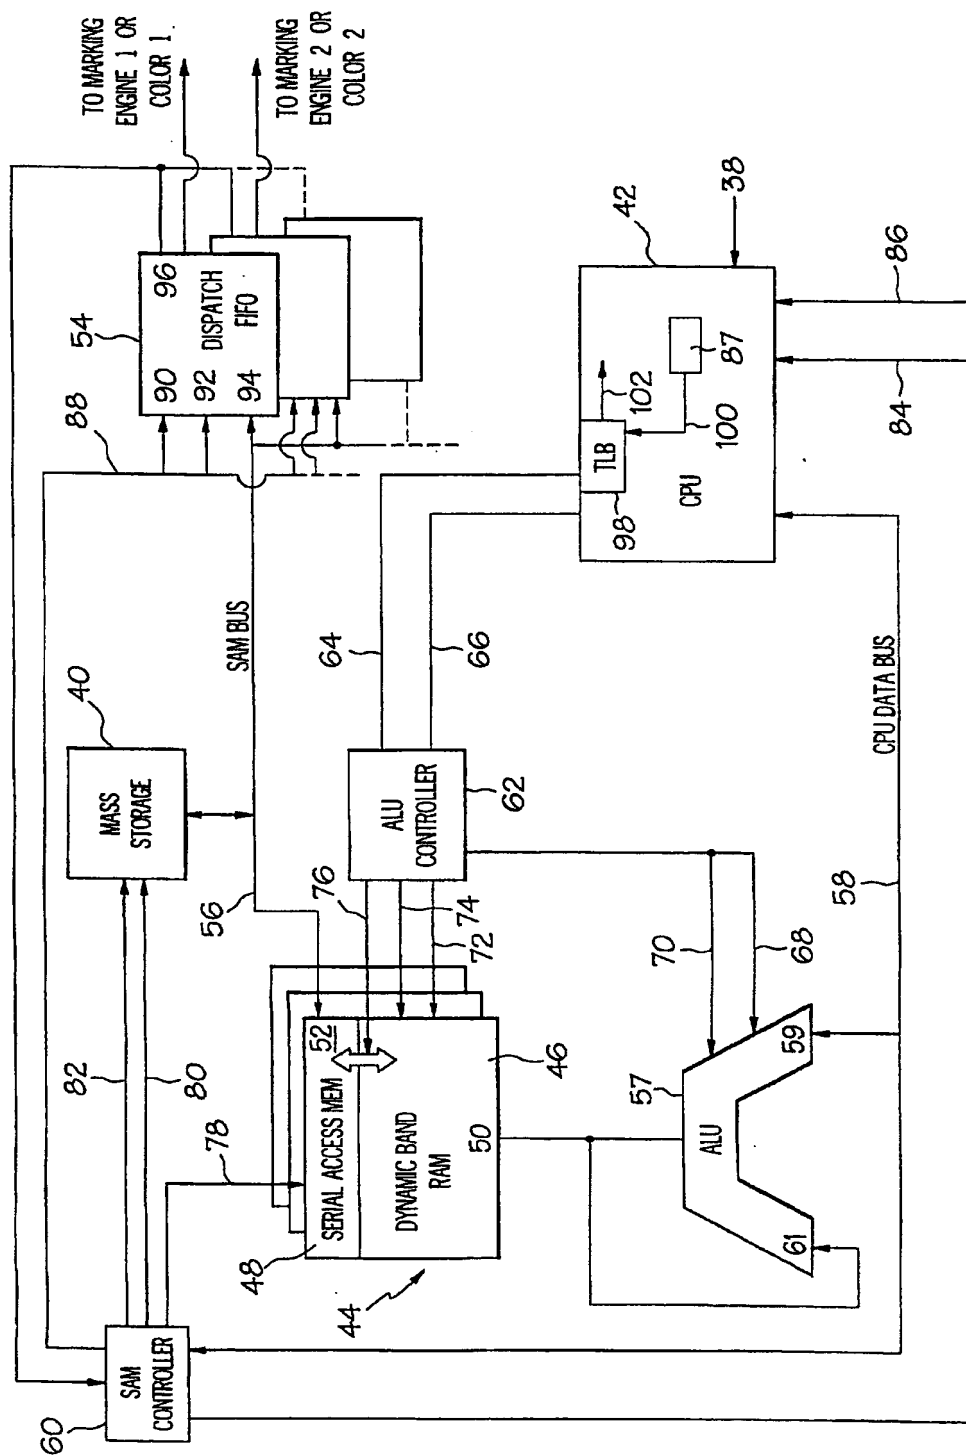 TO MARKING
ENGINE 1 OR
COLOR 1
TO MARKING
ENGINE 2 OR
COLOR 2
54
96
90
92
94
DISPATCH
FIFO
88
38
42
86
84
87
100
102
TLB
98
CPU
SAM BUS
64
66
CPU DATA BUS
40
MASS
STORAGE
56
76
74
72
ALU
CONTROLLER
62
70
68
58
82
80
78
52
48
SERIAL ACCESS MEM
DYNAMIC BAND
RAM
46
50
44
57
59
ALU
61
SAM
CONTROLLER
60